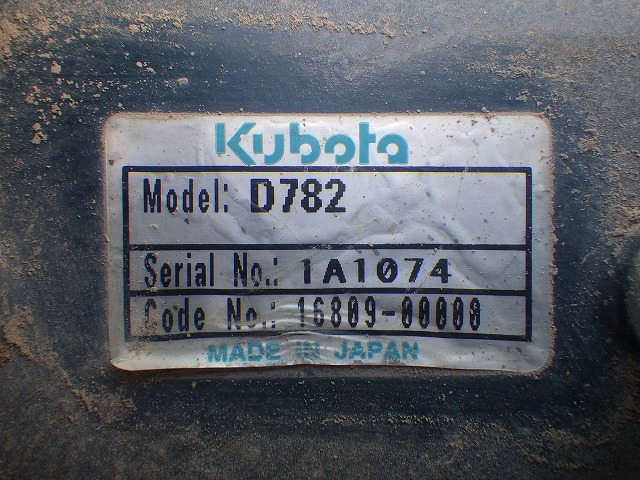 Kubota
Model: D782
Serial No.: 1A1074
Code No.: 16809-00000
MADE IN JAPAN